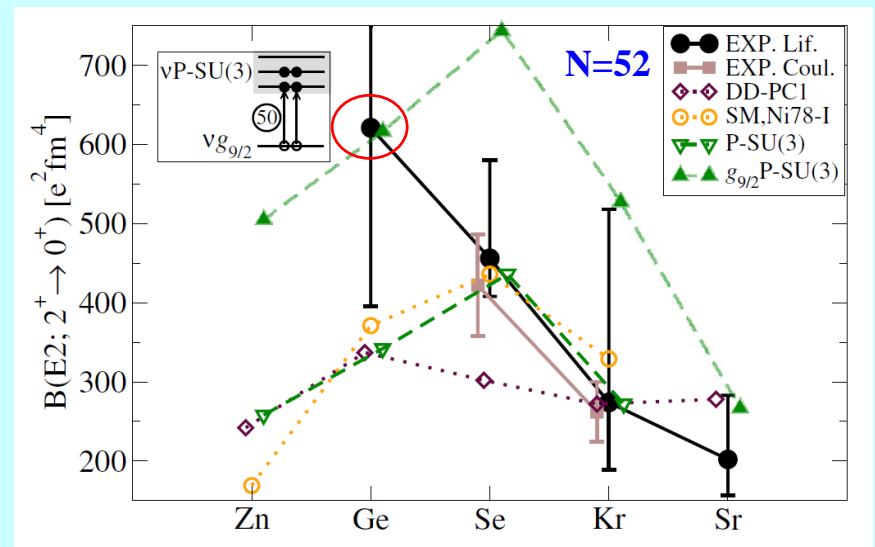 700
600
500
400
300
200
B(E2; 2⁺→ 0⁺) [e²fm⁴]
νP-SU(3)
50
νg₉/₂
N=52
EXP. Lif.
EXP. Coul.
DD-PC1
SM,Ni78-I
P-SU(3)
g₉/₂P-SU(3)
Zn Ge Se Kr Sr